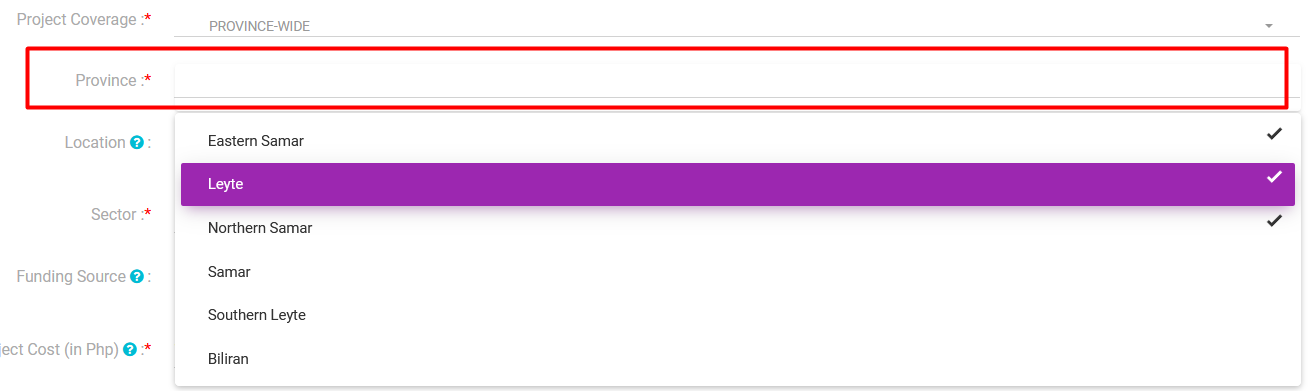 Project Coverage :* PROVINCE-WIDE
Province :*
Location ? :
Eastern Samar
Leyte
Sector :*
Northern Samar
Samar
Funding Source ? :
Southern Leyte
ject Cost (in Php) ? :*
Biliran